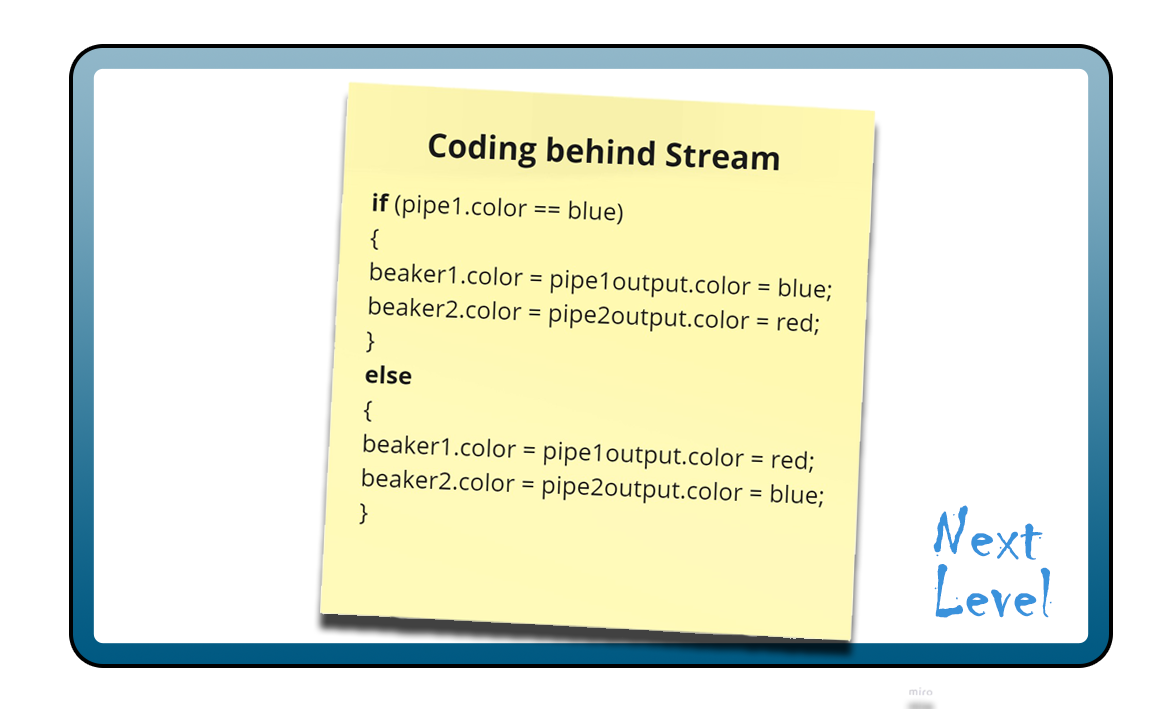 Coding behind Stream
if (pipe1.color == blue)
{
beaker1.color = pipe1output.color = blue;
beaker2.color = pipe2output.color = red;
}
else
{
beaker1.color = pipe1output.color = red;
beaker2.color = pipe2output.color = blue;
}
Next
Level
miro